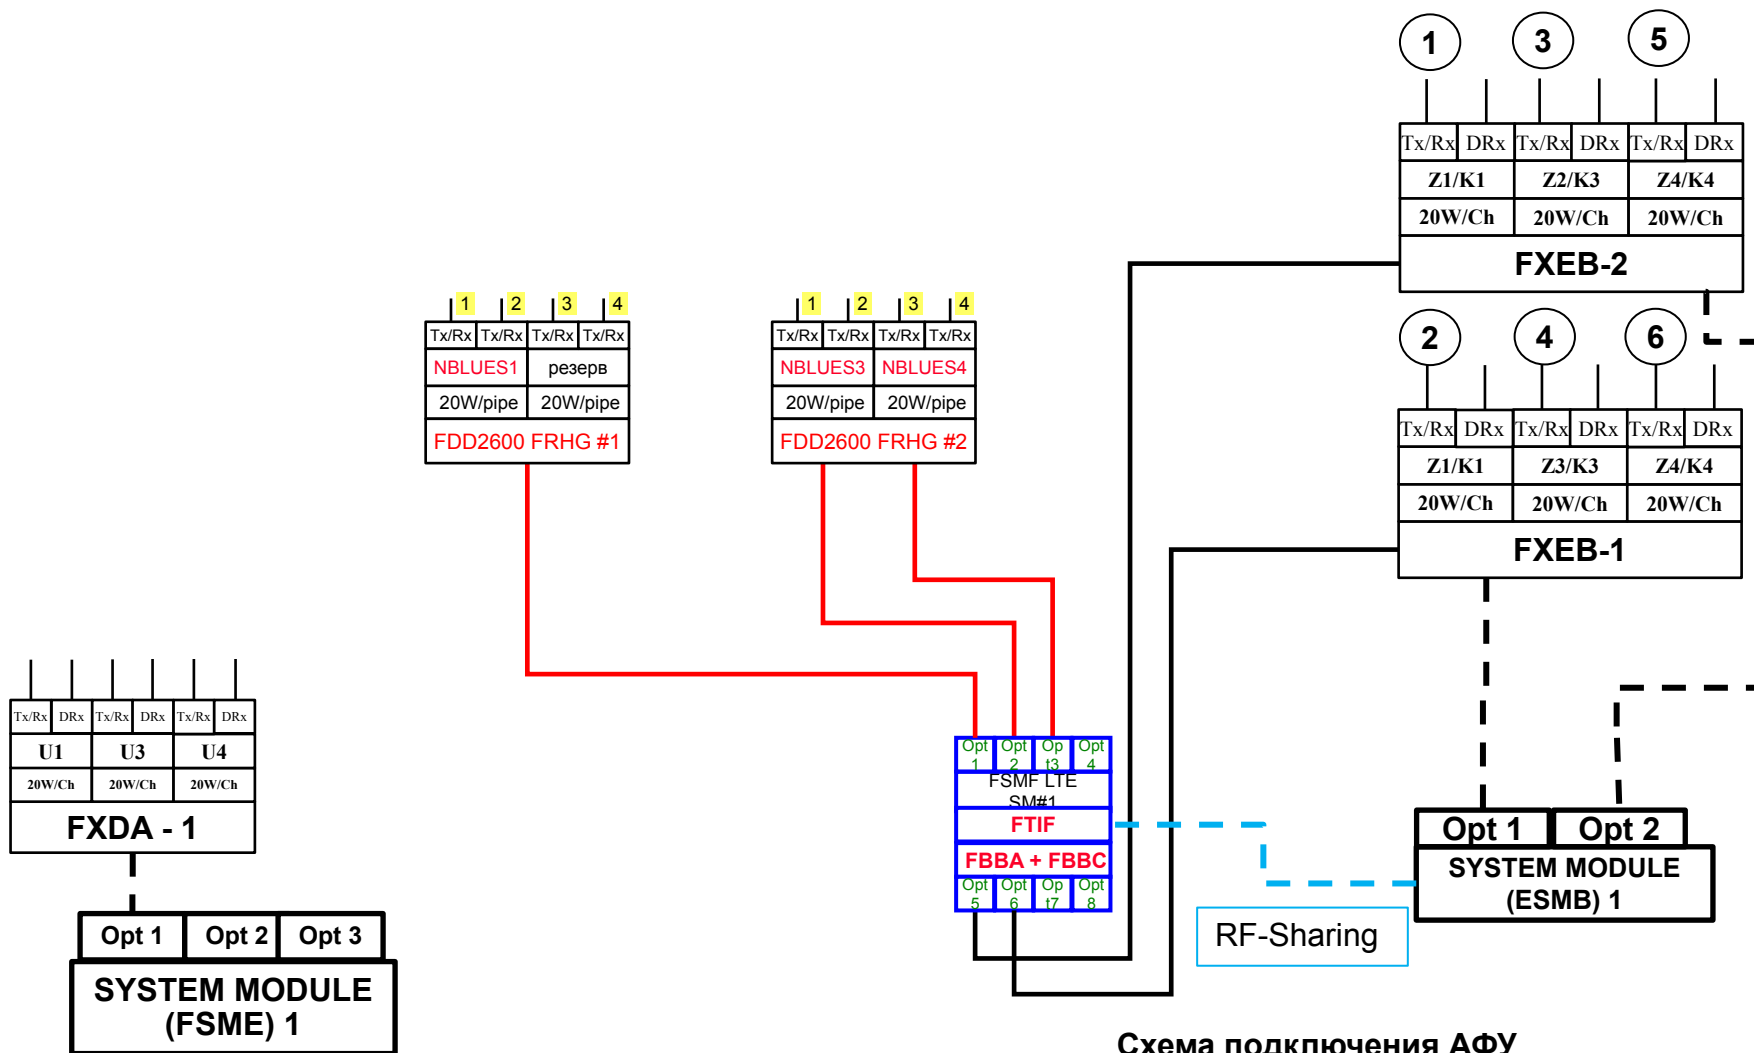 1 3 5
Tx/Rx DRx Tx/Rx DRx Tx/Rx DRx
Z1/K1 Z2/K3 Z4/K4
20W/Ch 20W/Ch 20W/Ch
FXEB-2
2 4 6
Tx/Rx DRx Tx/Rx DRx Tx/Rx DRx
Z1/K1 Z3/K3 Z4/K4
20W/Ch 20W/Ch 20W/Ch
FXEB-1
1 2 3 4
Tx/Rx Tx/Rx Tx/Rx Tx/Rx
NBLUES1 резерв
20W/pipe 20W/pipe
FDD2600 FRHG #1
1 2 3 4
Tx/Rx Tx/Rx Tx/Rx Tx/Rx
NBLUES3 NBLUES4
20W/pipe 20W/pipe
FDD2600 FRHG #2
Tx/Rx DRx Tx/Rx DRx Tx/Rx DRx
U1 U3 U4
20W/Ch 20W/Ch 20W/Ch
FXDA - 1
Opt 1 Opt 2 Opt 3
SYSTEM MODULE
(FSME) 1
Opt Opt Op Opt
1 2 t3 4
FSMF LTE
SM#1
FTIF
FBBA + FBBC
Opt Opt Op Opt
5 6 t7 8
RF-Sharing
Opt 1 Opt 2
SYSTEM MODULE
(ESMB) 1
Схема подключения АФУ